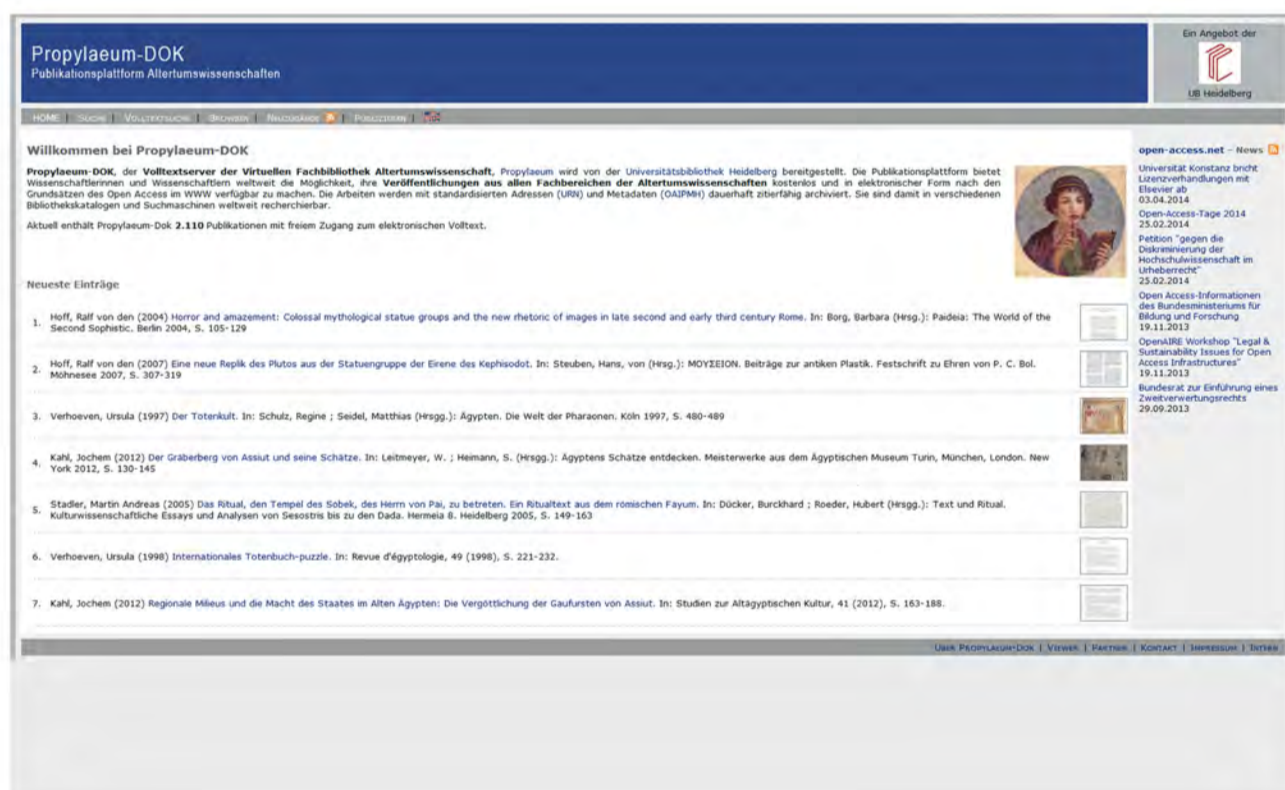 Propylaeum-DOK
Publikationsplattform Altertumswissenschaften
Ein Angebot der
UB Heidelberg
HOME | SUCHE | VOLLTEXTSUCHE | BROWSEN | NEUZUGÄNGE | PUBLIZIEREN |
Willkommen bei Propylaeum-DOK
Propylaeum-DOK, der Volltextserver der Virtuellen Fachbibliothek Altertumswissenschaft, Propylaeum wird von der Universitätsbibliothek Heidelberg bereitgestellt. Die Publikationsplattform bietet
Wissenschaftlerinnen und Wissenschaftlern weltweit die Möglichkeit, ihre Veröffentlichungen aus allen Fachbereichen der Altertumswissenschaften kostenlos und in elektronischer Form nach den
Grundsätzen des Open Access im WWW verfügbar zu machen. Die Arbeiten werden mit standardisierten Adressen (URN) und Metadaten (OAIPMH) dauerhaft zitierfähig archiviert. Sie sind damit in verschiedenen
Bibliothekskatalogen und Suchmaschinen weltweit recherchierbar.
Aktuell enthält Propylaeum-Dok 2.110 Publikationen mit freiem Zugang zum elektronischen Volltext.
Neueste Einträge
1. Hoff, Ralf von den (2004) Horror and amazement: Colossal mythological statue groups and the new rhetoric of images in late second and early third century Rome. In: Borg, Barbara (Hrsg.): Paideia: The World of the
Second Sophistic. Berlin 2004, S. 105-129
2. Hoff, Ralf von den (2007) Eine neue Replik des Plutos aus der Statuengruppe der Eirene des Kephisodot. In: Steuben, Hans, von (Hrsg.): ΜΟΥΣΕΙΟΝ. Beiträge zur antiken Plastik. Festschrift zu Ehren von P. C. Bol.
Möhnesee 2007, S. 307-319
3. Verhoeven, Ursula (1997) Der Totenkult. In: Schulz, Regine ; Seidel, Matthias (Hrsgg.): Ägypten. Die Welt der Pharaonen. Köln 1997, S. 480-489
4. Kahl, Jochem (2012) Der Gräberberg von Assiut und seine Schätze. In: Leitmeyer, W. ; Heimann, S. (Hrsgg.): Ägyptens Schätze entdecken. Meisterwerke aus dem Ägyptischen Museum Turin, München, London. New
York 2012, S. 130-145
5. Stadler, Martin Andreas (2005) Das Ritual, den Tempel des Sobek, des Herrn von Pai, zu betreten. Ein Ritualtext aus dem römischen Fayum. In: Dücker, Burckhard ; Roeder, Hubert (Hrsgg.): Text und Ritual.
Kulturwissenschaftliche Essays und Analysen von Sesostris bis zu den Dada. Hermeia 8. Heidelberg 2005, S. 149-163
6. Verhoeven, Ursula (1998) Internationales Totenbuch-puzzle. In: Revue d'égyptologie, 49 (1998), S. 221-232.
7. Kahl, Jochem (2012) Regionale Milieus und die Macht des Staates im Alten Ägypten: Die Vergöttlichung der Gaufürsten von Assiut. In: Studien zur Altägyptischen Kultur, 41 (2012), S. 163-188.
open-access.net – News
Universität Konstanz bricht
Lizenzverhandlungen mit
Elsevier ab
03.04.2014
Open-Access-Tage 2014
25.02.2014
Petition "gegen die
Diskriminierung der
Hochschulwissenschaft im
Urheberrecht"
25.02.2014
Open Access-Informationen
des Bundesministeriums für
Bildung und Forschung
19.11.2013
OpenAIRE Workshop "Legal &
Sustainability Issues for Open
Access Infrastructures"
19.11.2013
Bundesrat zur Einführung eines
Zweitverwertungsrechts
29.09.2013
ÜBER PROPYLAEUM-DOK | VIEWER | PARTNER | KONTAKT | IMPRESSUM | INTERN